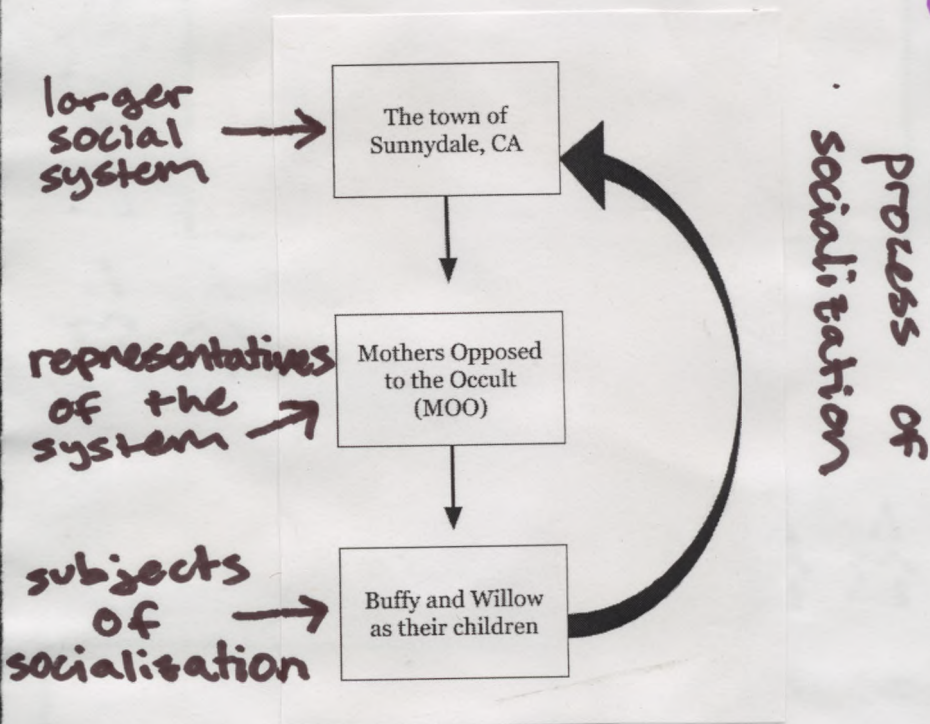 larger
social
system
The town of
Sunnydale, CA
process of
socialization
representatives
of the
system
Mothers Opposed
to the Occult
(MOO)
subjects
of
socialization
Buffy and Willow
as their children